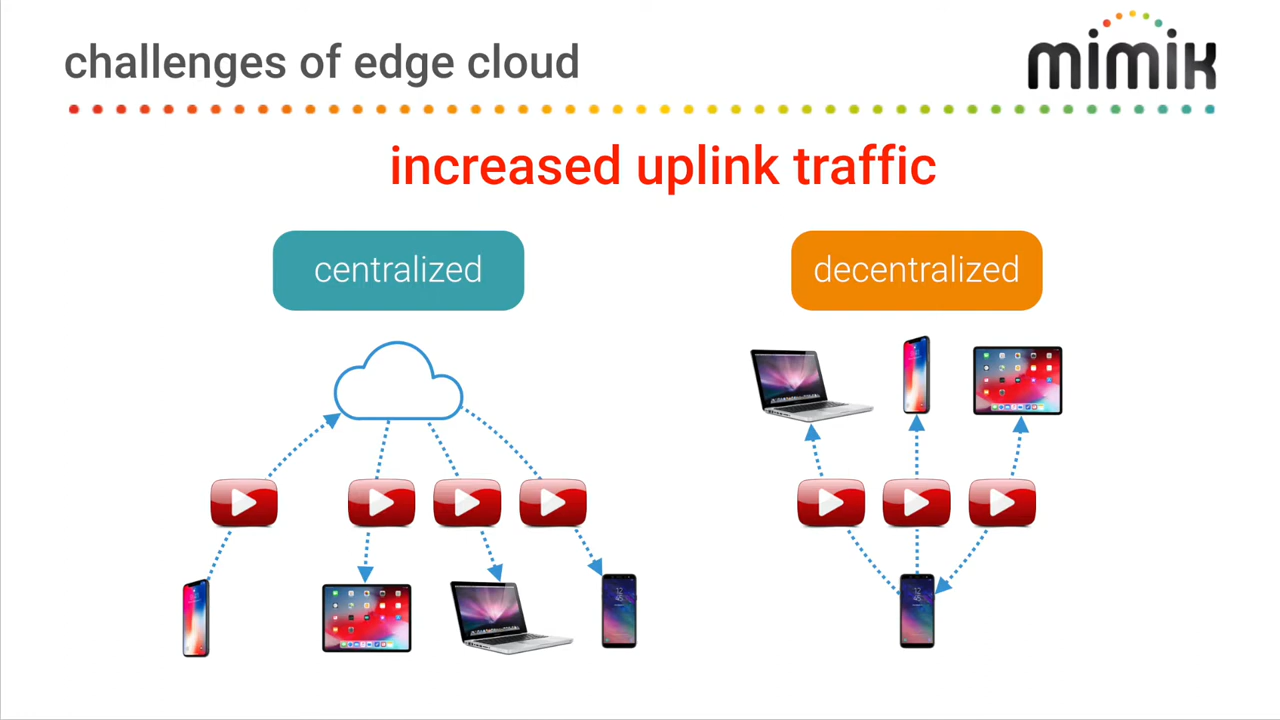 challenges of edge cloud
mimik
increased uplink traffic
centralized
decentralized